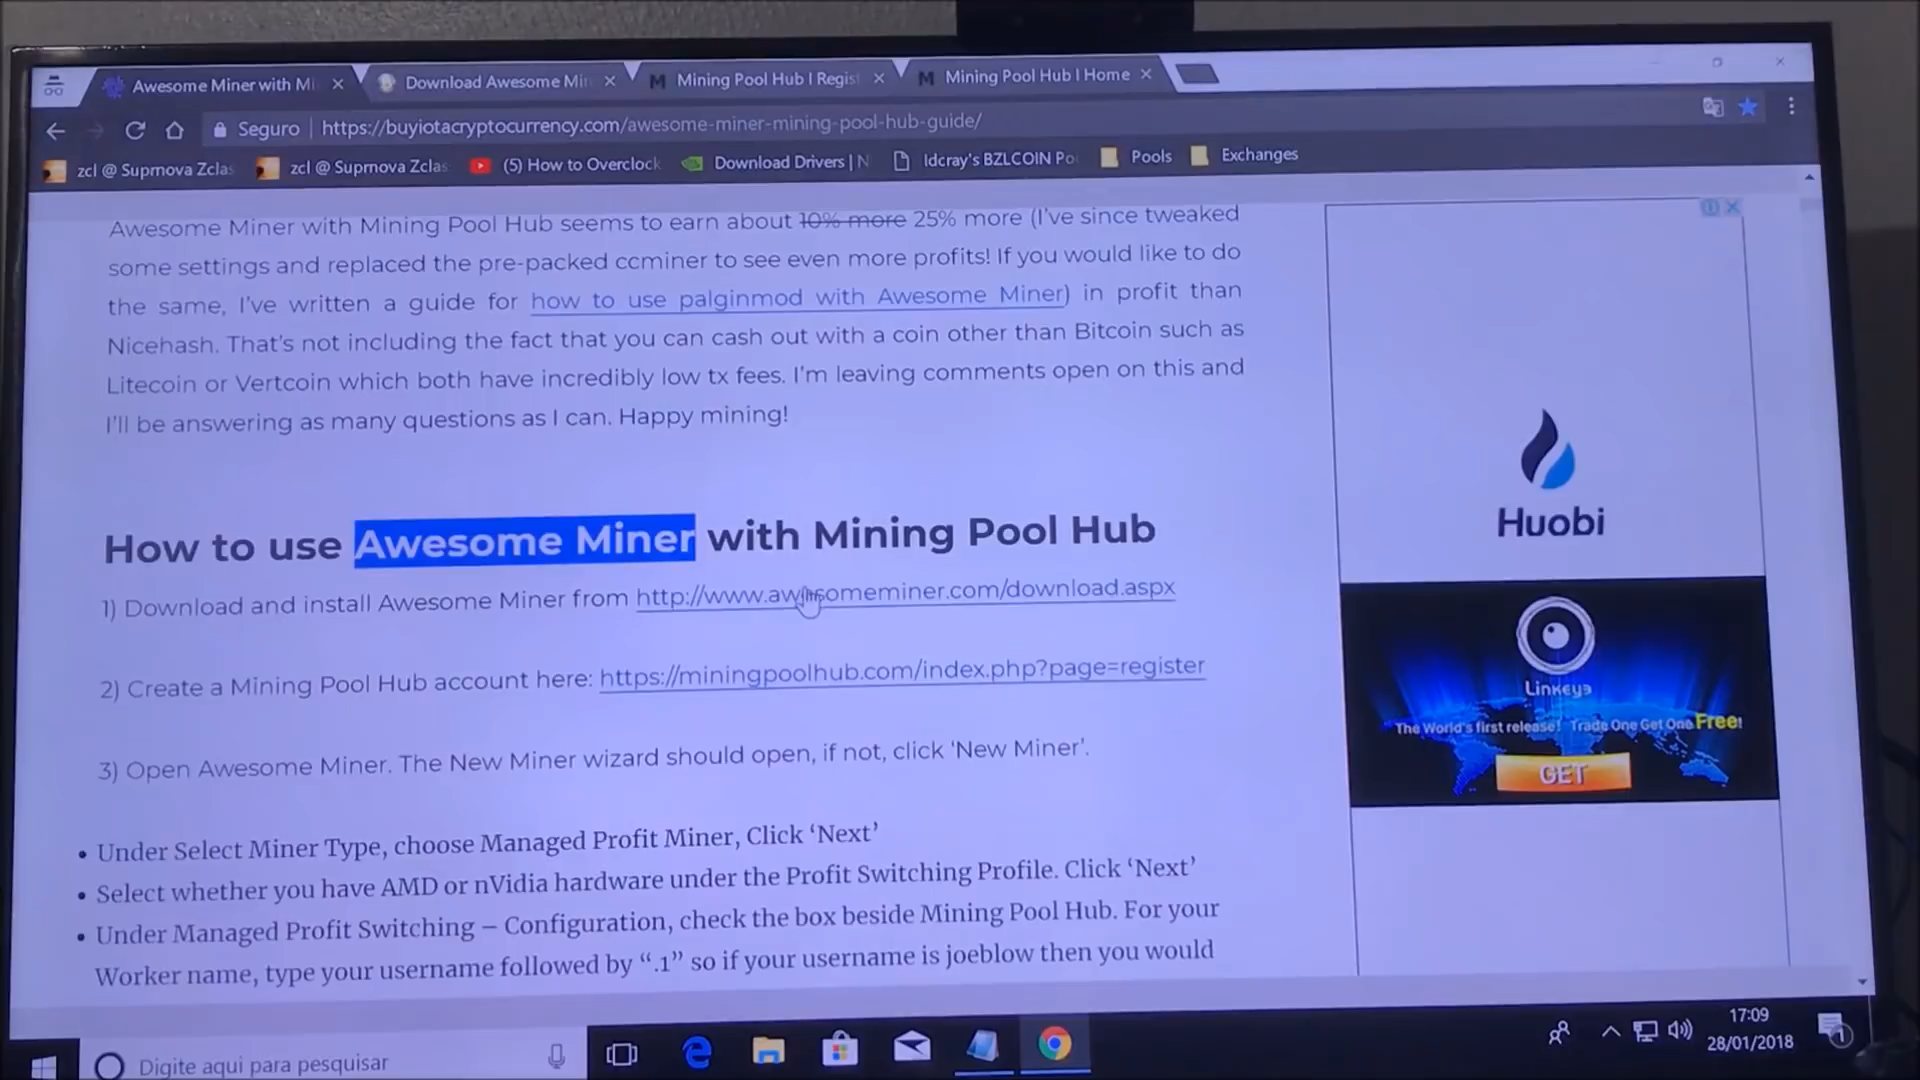 Awesome Miner with Mi
Download Awesome Min
Mining Pool Hub | Regist
Mining Pool Hub | Home
Seguro | https://buyiotacryptocurrency.com/awesome-miner-mining-pool-hub-guide/
zcl @ Suprnova Zclas
zcl @ Suprnova Zclas
(5) How to Overclock
Download Drivers | N
Idcray's BZLCOIN Po
Pools
Exchanges
Awesome Miner with Mining Pool Hub seems to earn about 10% more 25% more (I've since tweaked
some settings and replaced the pre-packed ccminer to see even more profits! If you would like to do
the same, I've written a guide for how to use palginmod with Awesome Miner) in profit than
Nicehash. That's not including the fact that you can cash out with a coin other than Bitcoin such as
Litecoin or Vertcoin which both have incredibly low tx fees. I'm leaving comments open on this and
I'll be answering as many questions as I can. Happy mining!
How to use Awesome Miner with Mining Pool Hub
1) Download and install Awesome Miner from http://www.awesomeminer.com/download.aspx
2) Create a Mining Pool Hub account here: https://miningpoolhub.com/index.php?page=register
3) Open Awesome Miner. The New Miner wizard should open, if not, click 'New Miner'.
• Under Select Miner Type, choose Managed Profit Miner, Click 'Next'
• Select whether you have AMD or nVidia hardware under the Profit Switching Profile. Click 'Next'
• Under Managed Profit Switching – Configuration, check the box beside Mining Pool Hub. For your
Worker name, type your username followed by ".1" so if your username is joeblow then you would
Huobi
Linkeye
The World's first release! Trade One Get One Free!
GET
Digite aqui para pesquisar
17:09
28/01/2018
1